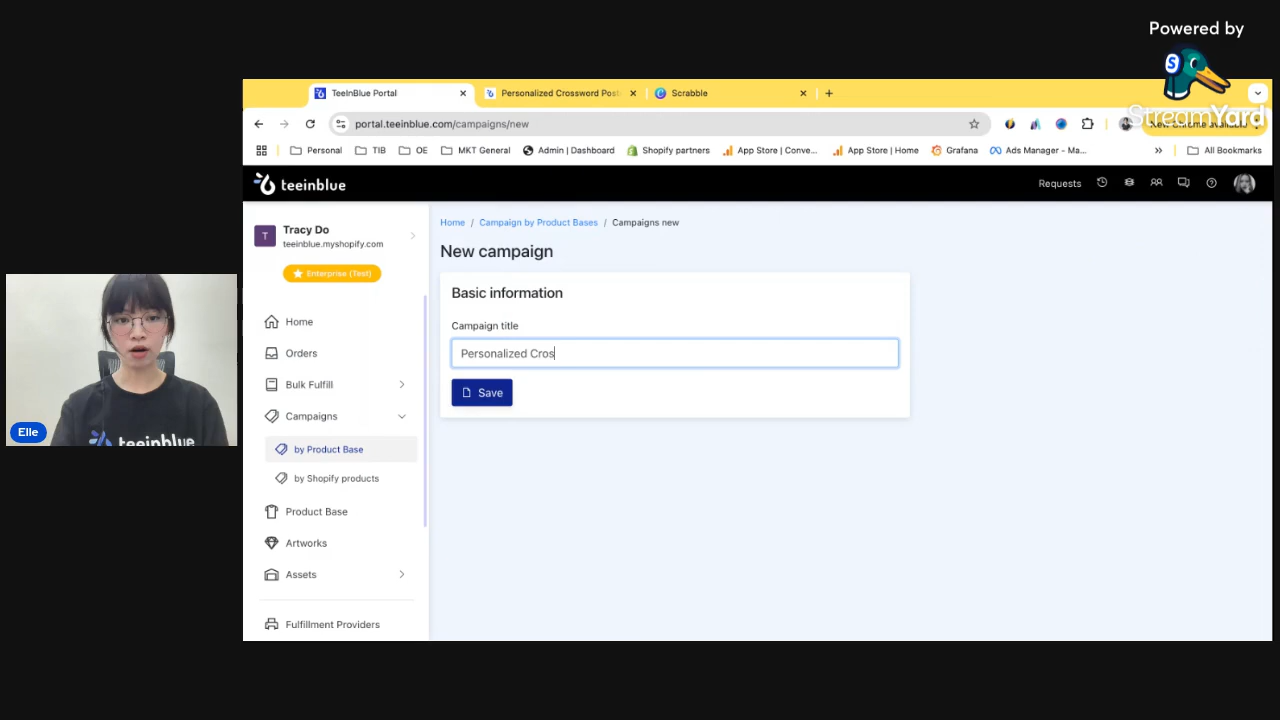 Powered by
S
StreamYard
TeeInBlue Portal
Personalized Crossword Post
Scrabble
portal.teeinblue.com/campaigns/new
New Chrome available
Personal
TIB
OE
MKT General
Admin | Dashboard
Shopify partners
App Store | Conve...
App Store | Home
Grafana
Ads Manager - Ma...
»
All Bookmarks
teeinblue
Requests
T
Tracy Do
teeinblue.myshopify.com
Enterprise (Test)
Home
Orders
Bulk Fulfill
Campaigns
by Product Base
by Shopify products
Product Base
Artworks
Assets
Fulfillment Providers
Home / Campaign by Product Bases / Campaigns new
New campaign
Basic information
Campaign title
Personalized Cros
Save
teeinblue
Elle